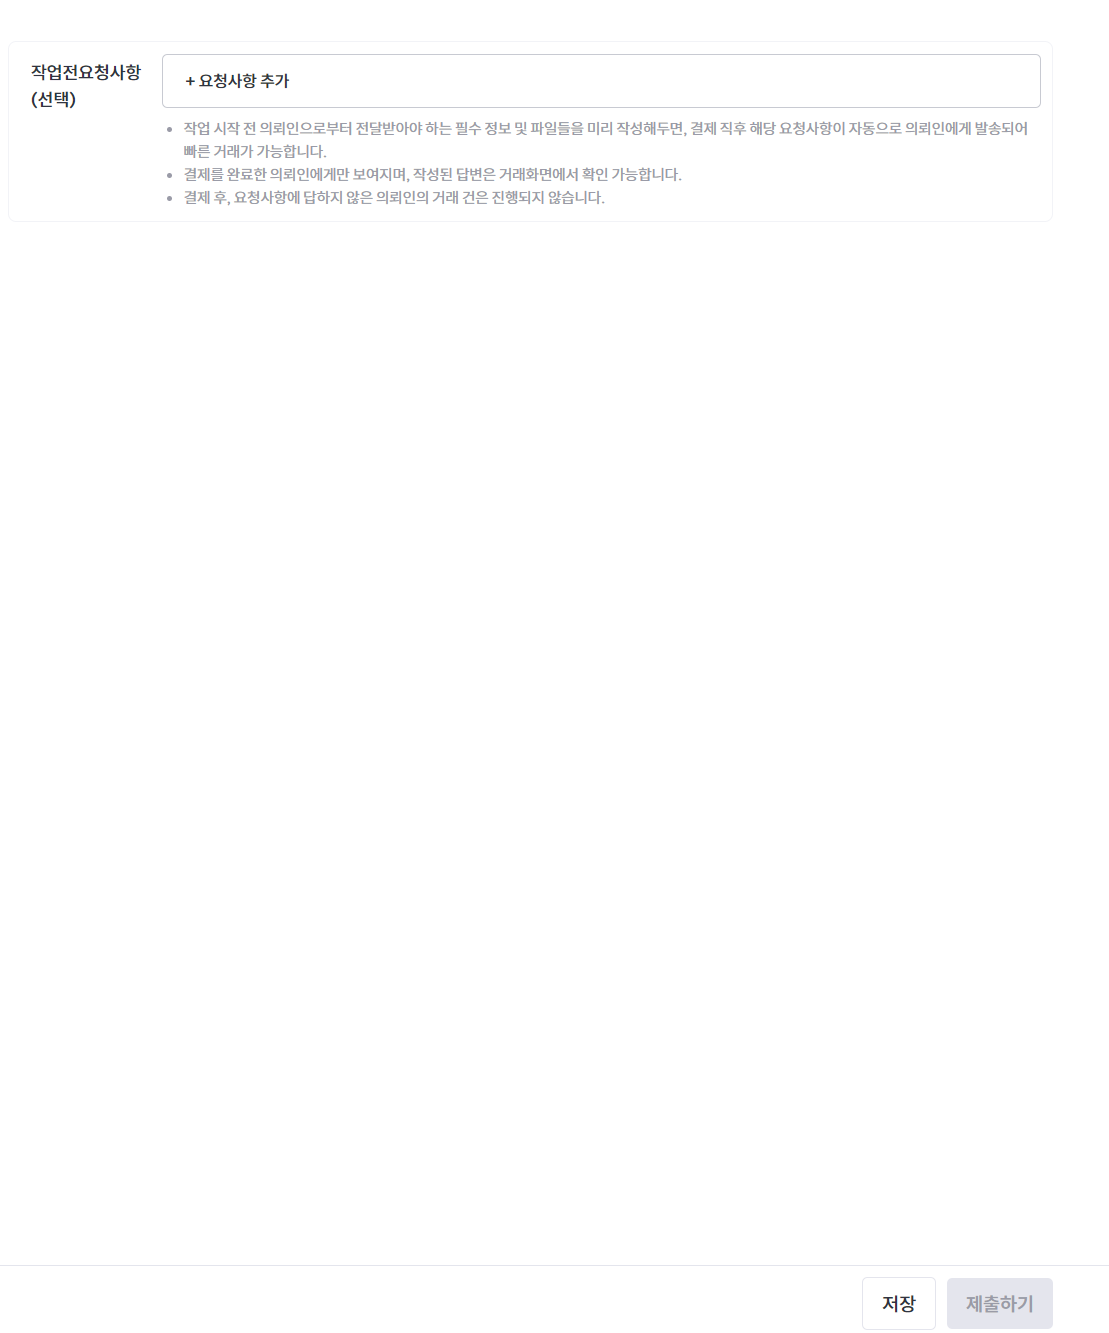 작업전요청사항
(선택)
+ 요청사항 추가
• 작업 시작 전 의뢰인으로부터 전달받아야 하는 필수 정보 및 파일들을 미리 작성해두면, 결제 직후 해당 요청사항이 자동으로 의뢰인에게 발송되어
빠른 거래가 가능합니다.
• 결제를 완료한 의뢰인에게만 보여지며, 작성된 답변은 거래화면에서 확인 가능합니다.
• 결제 후, 요청사항에 답하지 않은 의뢰인의 거래 건은 진행되지 않습니다.
저장
제출하기